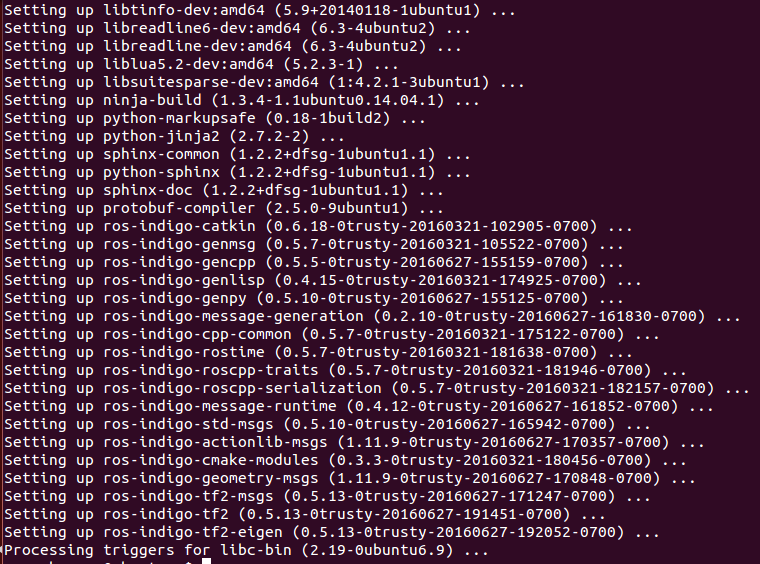 Setting up libtinfo-dev:amd64 (5.9+20140118-1ubuntu1) ...
Setting up libreadline6-dev:amd64 (6.3-4ubuntu2) ...
Setting up libreadline-dev:amd64 (6.3-4ubuntu2) ...
Setting up liblua5.2-dev:amd64 (5.2.3-1) ...
Setting up libsuitesparse-dev:amd64 (1:4.2.1-3ubuntu1) ...
Setting up ninja-build (1.3.4-1.1ubuntu0.14.04.1) ...
Setting up python-markupsafe (0.18-1build2) ...
Setting up python-jinja2 (2.7.2-2) ...
Setting up sphinx-common (1.2.2+dfsg-1ubuntu1.1) ...
Setting up python-sphinx (1.2.2+dfsg-1ubuntu1.1) ...
Setting up sphinx-doc (1.2.2+dfsg-1ubuntu1.1) ...
Setting up protobuf-compiler (2.5.0-9ubuntu1) ...
Setting up ros-indigo-catkin (0.6.18-0trusty-20160321-102905-0700) ...
Setting up ros-indigo-genmsg (0.5.7-0trusty-20160321-105522-0700) ...
Setting up ros-indigo-gencpp (0.5.5-0trusty-20160627-155159-0700) ...
Setting up ros-indigo-genlisp (0.4.15-0trusty-20160321-174925-0700) ...
Setting up ros-indigo-genpy (0.5.10-0trusty-20160627-155125-0700) ...
Setting up ros-indigo-message-generation (0.2.10-0trusty-20160627-161830-0700) ...
Setting up ros-indigo-cpp-common (0.5.7-0trusty-20160321-175122-0700) ...
Setting up ros-indigo-rostime (0.5.7-0trusty-20160321-181638-0700) ...
Setting up ros-indigo-roscpp-traits (0.5.7-0trusty-20160321-181946-0700) ...
Setting up ros-indigo-roscpp-serialization (0.5.7-0trusty-20160321-182157-0700) ...
Setting up ros-indigo-message-runtime (0.4.12-0trusty-20160627-161852-0700) ...
Setting up ros-indigo-std-msgs (0.5.10-0trusty-20160627-165942-0700) ...
Setting up ros-indigo-actionlib-msgs (1.11.9-0trusty-20160627-170357-0700) ...
Setting up ros-indigo-cmake-modules (0.3.3-0trusty-20160321-180456-0700) ...
Setting up ros-indigo-geometry-msgs (1.11.9-0trusty-20160627-170848-0700) ...
Setting up ros-indigo-tf2-msgs (0.5.13-0trusty-20160627-171247-0700) ...
Setting up ros-indigo-tf2 (0.5.13-0trusty-20160627-191451-0700) ...
Setting up ros-indigo-tf2-eigen (0.5.13-0trusty-20160627-192052-0700) ...
Processing triggers for libc-bin (2.19-0ubuntu6.9) ...